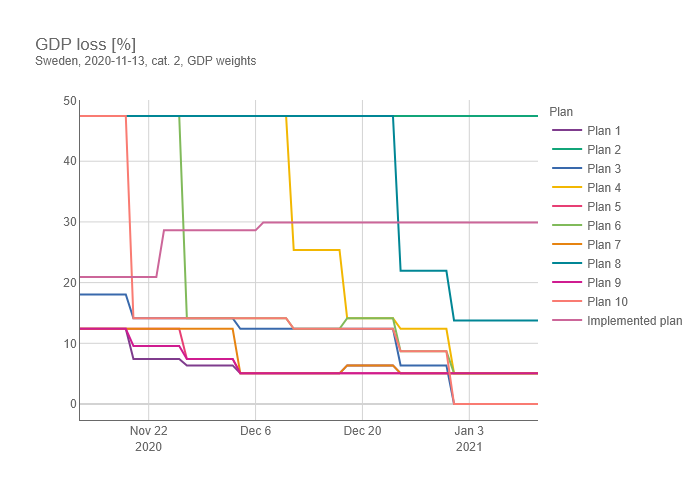 GDP loss [%]
Sweden, 2020-11-13, cat. 2, GDP weights
50
40
30
20
10
0
Nov 22
2020
Dec 6
Dec 20
Jan 3
2021
Plan
Plan 1
Plan 2
Plan 3
Plan 4
Plan 5
Plan 6
Plan 7
Plan 8
Plan 9
Plan 10
Implemented plan